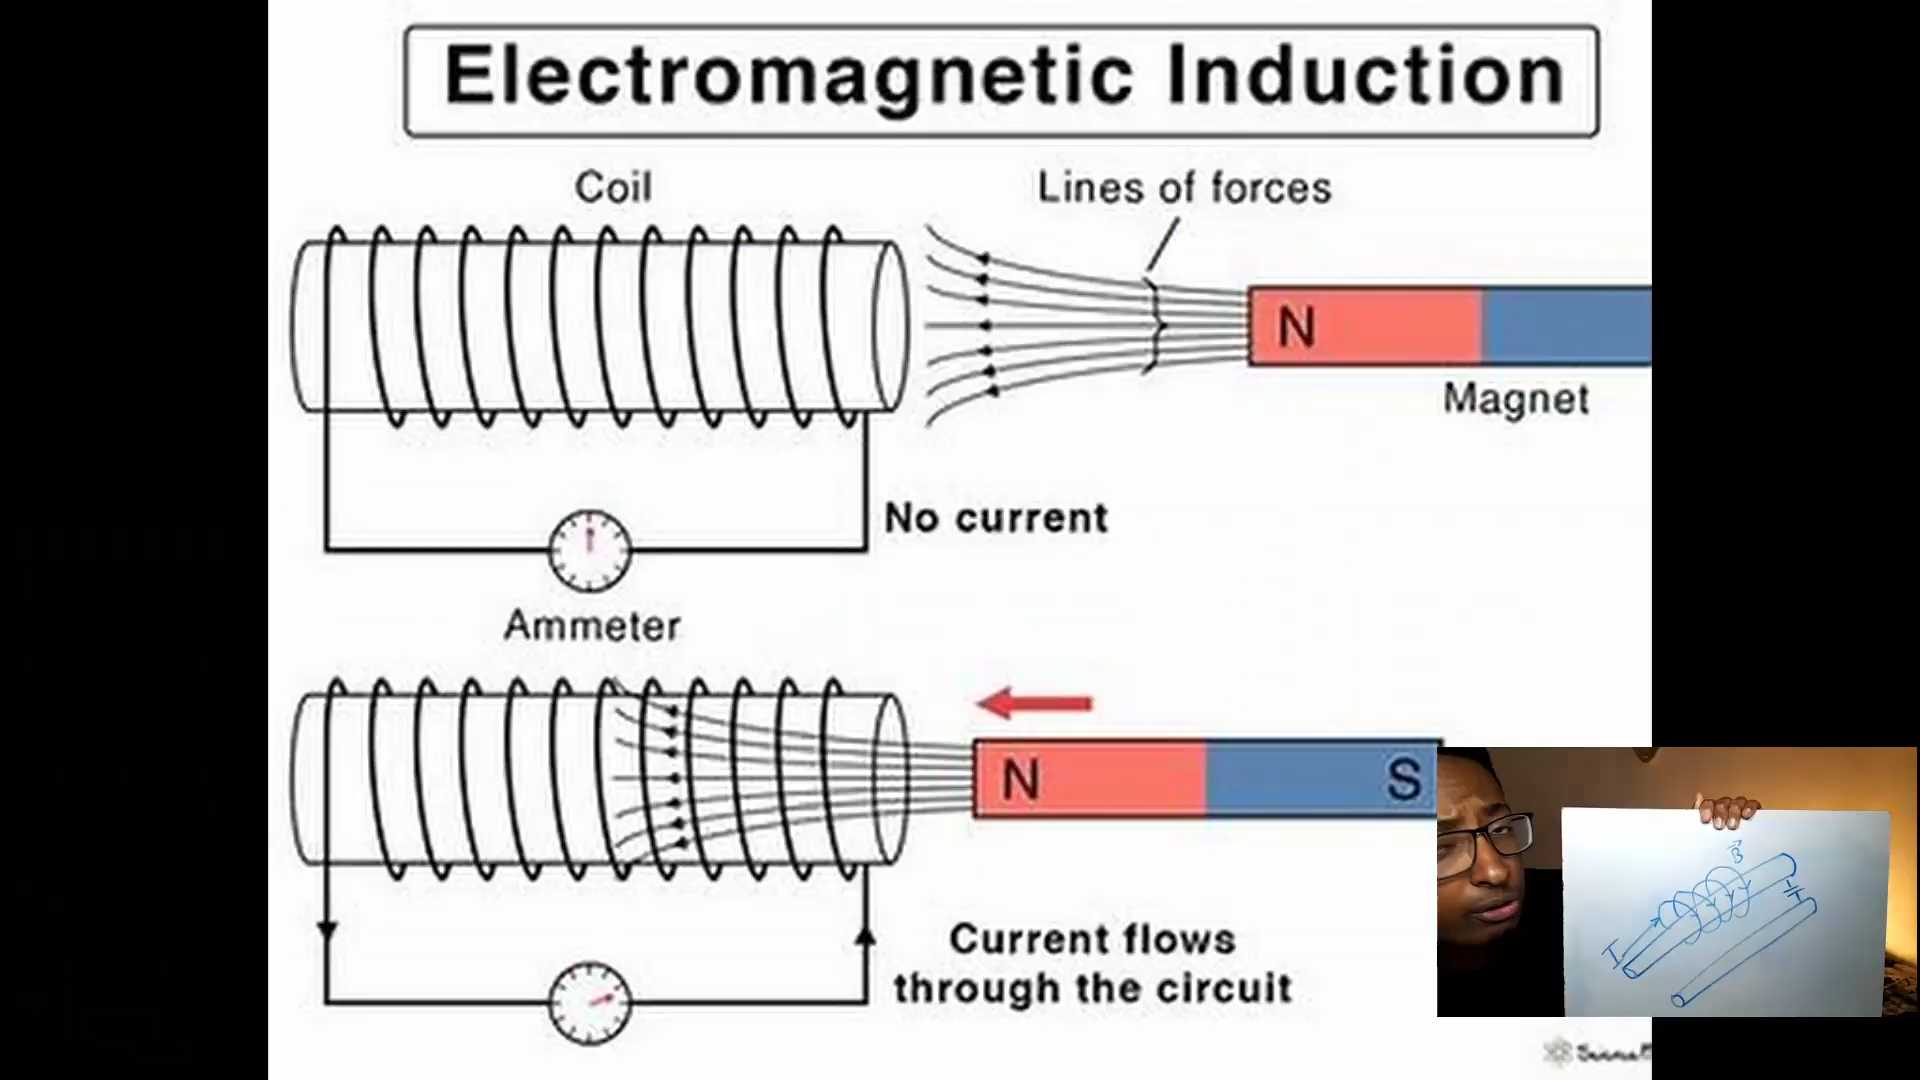 Electromagnetic Induction
Coil
Lines of forces
N
Magnet
No current
Ammeter
N
S
Current flows
through the circuit
B
I